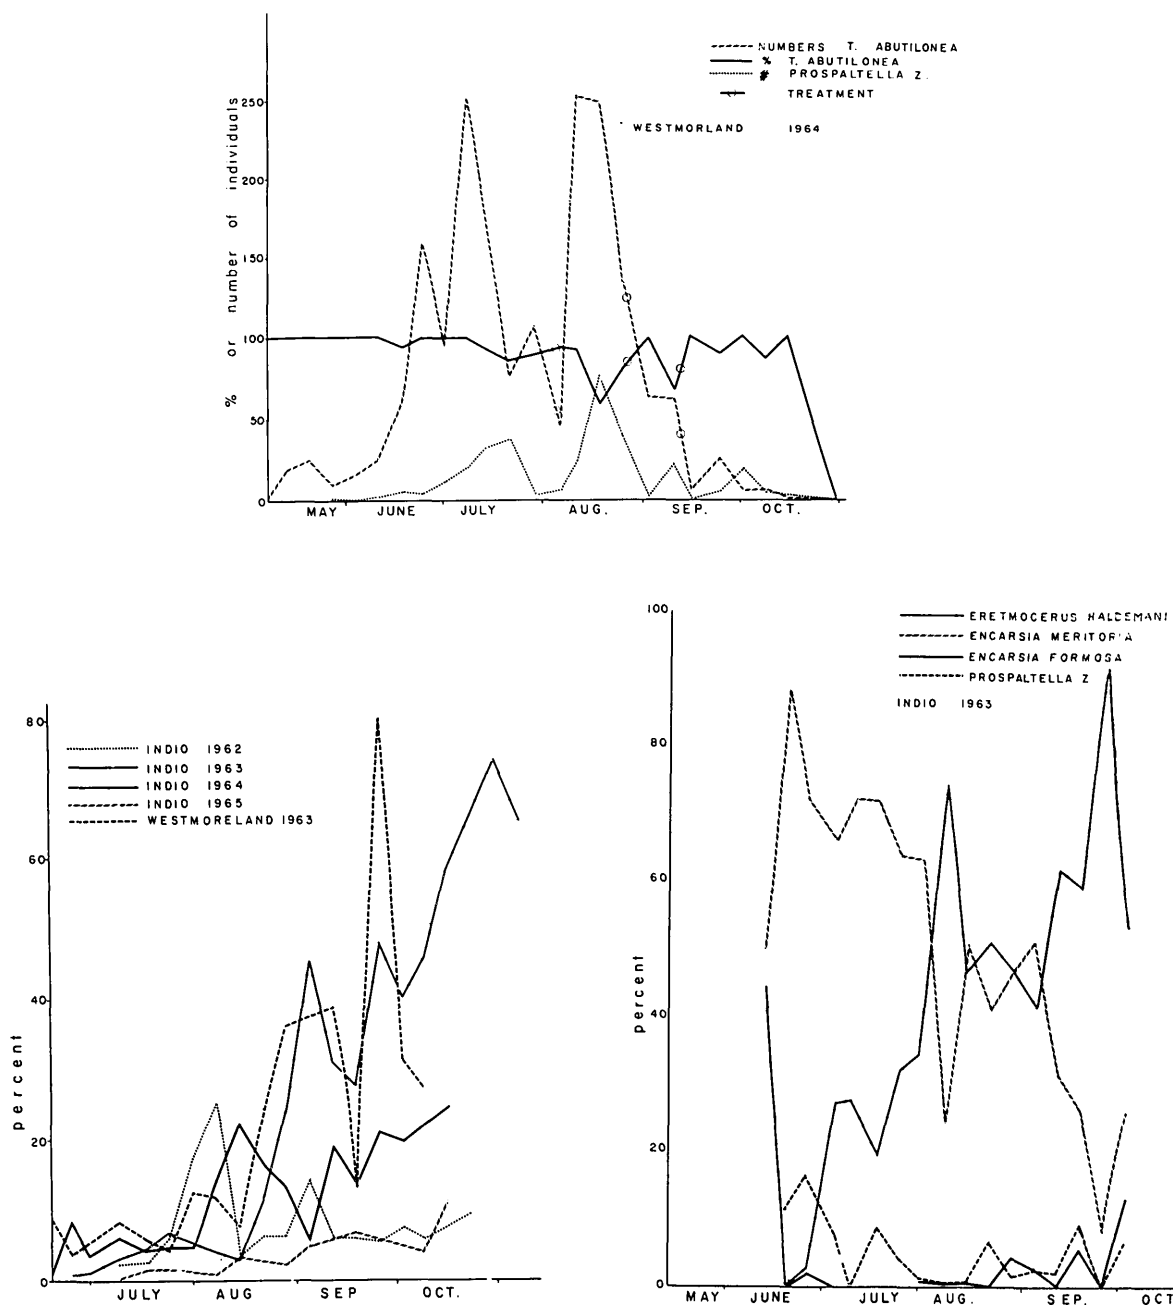 NUMBERS T. ABUTILONEA
% T. ABUTILONEA
# PROSPALTELLA Z.
TREATMENT
WESTMORLAND 1964
% or number of individuals
250
200
150
100
50
0
MAY JUNE JULY AUG. SEP. OCT.
80
60
40
20
0
percent
INDIO 1962
INDIO 1963
INDIO 1964
INDIO 1965
WESTMORELAND 1963
JULY AUG SEP OCT.
100
80
60
40
20
0
percent
ERETMOCERUS HALDEMANI
ENCARSIA MERITORIA
ENCARSIA FORMOSA
PROSPALTELLA Z
INDIO 1963
MAY JUNE JULY AUG. SEP. OCT